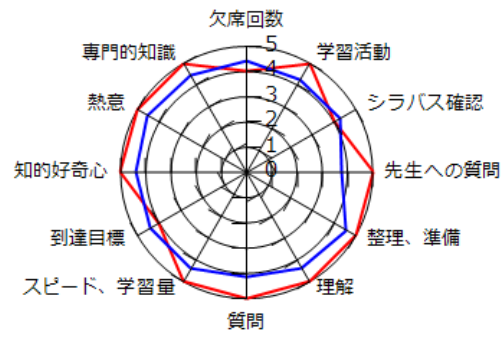 欠席回数
専門的知識
学習活動
熱意
シラバス確認
知的好奇心
先生への質問
到達目標
整理、準備
スピード、学習量
理解
質問
5
4
3
2
1
0